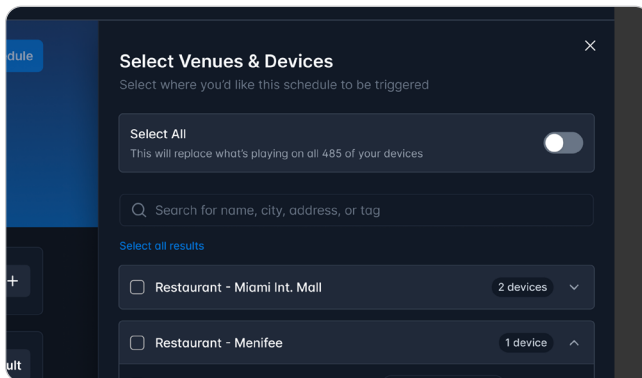 dule
Select Venues & Devices
Select where you'd like this schedule to be triggered
Select All
This will replace what's playing on all 485 of your devices
Search for name, city, address, or tag
Select all results
Restaurant - Miami Int. Mall
2 devices
Restaurant - Menifee
1 device
ult